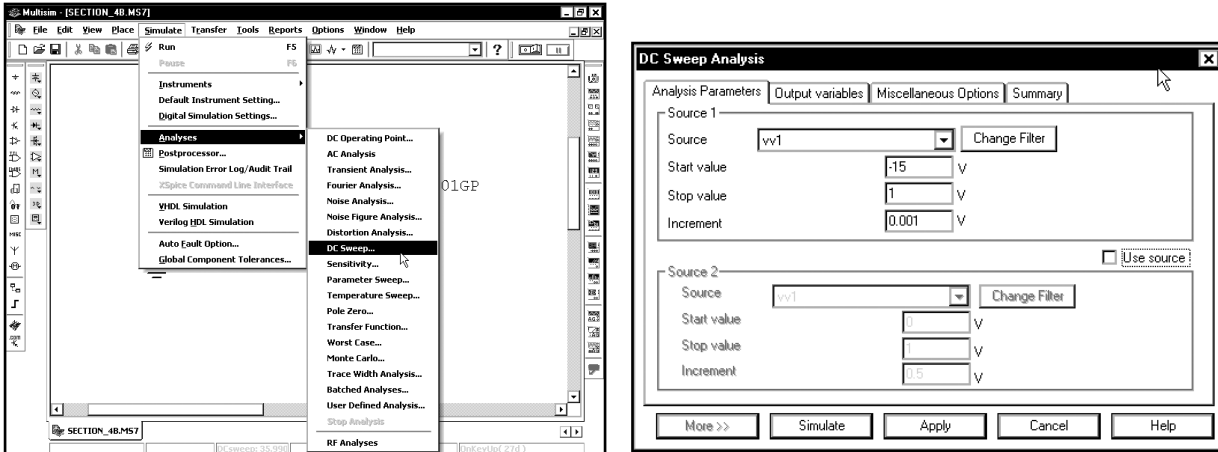 Multisim - [SECTION_4B.MS7]
File Edit View Place Simulate Transfer Tools Reports Options Window Help
Run F5
Pause F6
Instruments
Default Instrument Setting...
Digital Simulation Settings...
Analyses
Postprocessor...
Simulation Error Log/Audit Trail
XSpice Command Line Interface
VHDL Simulation
Verilog HDL Simulation
Auto Fault Option...
Global Component Tolerances...
DC Operating Point...
AC Analysis
Transient Analysis...
Fourier Analysis...
Noise Analysis...
Noise Figure Analysis...
Distortion Analysis...
DC Sweep...
Sensitivity...
Parameter Sweep...
Temperature Sweep...
Pole Zero...
Transfer Function...
Worst Case...
Monte Carlo...
Trace Width Analysis...
Batched Analyses...
User Defined Analysis...
Stop Analysis
RF Analyses
01GP
MISC
SECTION_4B.MS7
DCsweep: 35.990
OnKeyUp( 27d )
DC Sweep Analysis
Analysis Parameters Output variables Miscellaneous Options Summary
Source 1
Source vv1 Change Filter
Start value -15 V
Stop value 1 V
Increment 0.001 V
Use source
Source 2
Source vv1 Change Filter
Start value 0 V
Stop value 1 V
Increment 0.5 V
More >> Simulate Apply Cancel Help